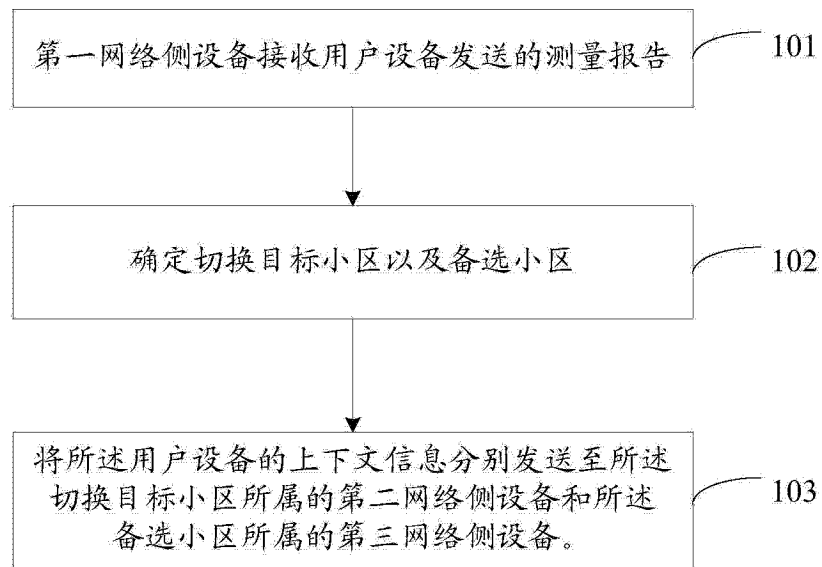 第一网络侧设备接收用户设备发送的测量报告
101
确定切换目标小区以及备选小区
102
将所述用户设备的上下文信息分别发送至所述
切换目标小区所属的第二网络侧设备和所述
备选小区所属的第三网络侧设备。
103